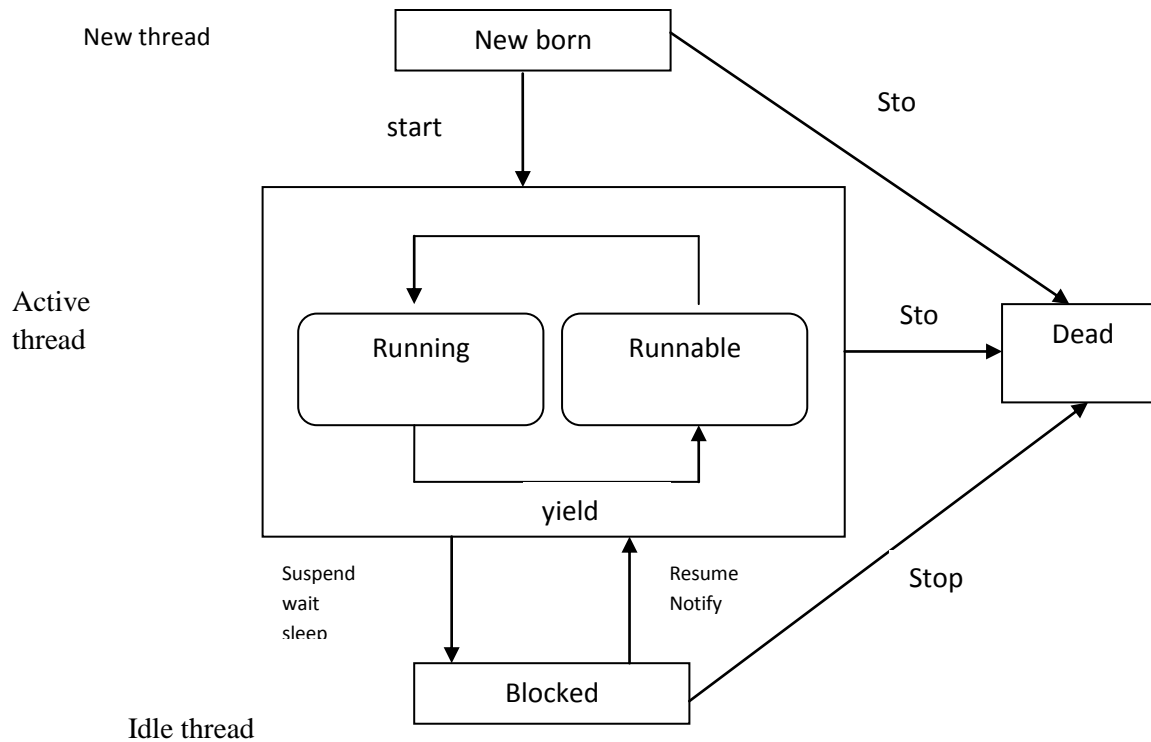 New thread
New born
Sto
start
Active
thread
Running
Runnable
Sto
Dead
yield
Suspend
wait
sleep
Resume
Notify
Stop
Blocked
Idle thread